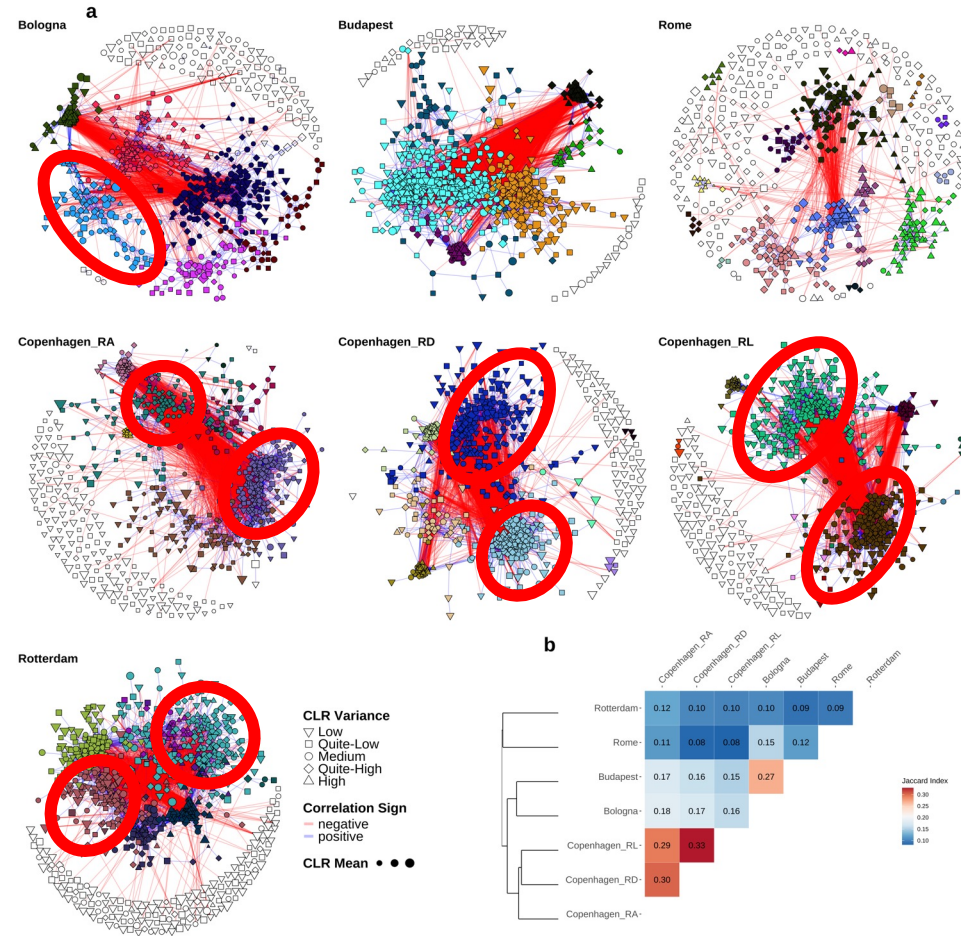 a
Bologna
Budapest
Rome
Copenhagen_RA
Copenhagen_RD
Copenhagen_RL
Rotterdam
CLR Variance
Low
Quite-Low
Medium
Quite-High
High
Correlation Sign
negative
positive
CLR Mean
b
Copenhagen_RA
Copenhagen_RD
Copenhagen_RL
Bologna
Budapest
Rome
Rotterdam
Rotterdam 0.12 0.10 0.10 0.10 0.09 0.09
Rome 0.11 0.08 0.08 0.15 0.12
Budapest 0.17 0.16 0.15 0.27
Bologna 0.18 0.17 0.16
Copenhagen_RL 0.29 0.33
Copenhagen_RD 0.30
Copenhagen_RA
Jaccard Index
0.30
0.25
0.20
0.15
0.10